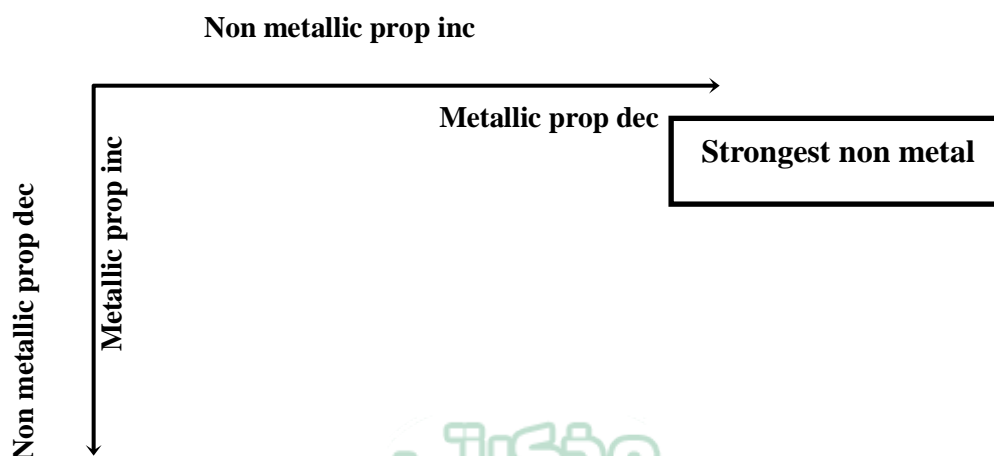 Non metallic prop inc
Metallic prop dec
Strongest non metal
Metallic prop inc
Non metallic prop dec